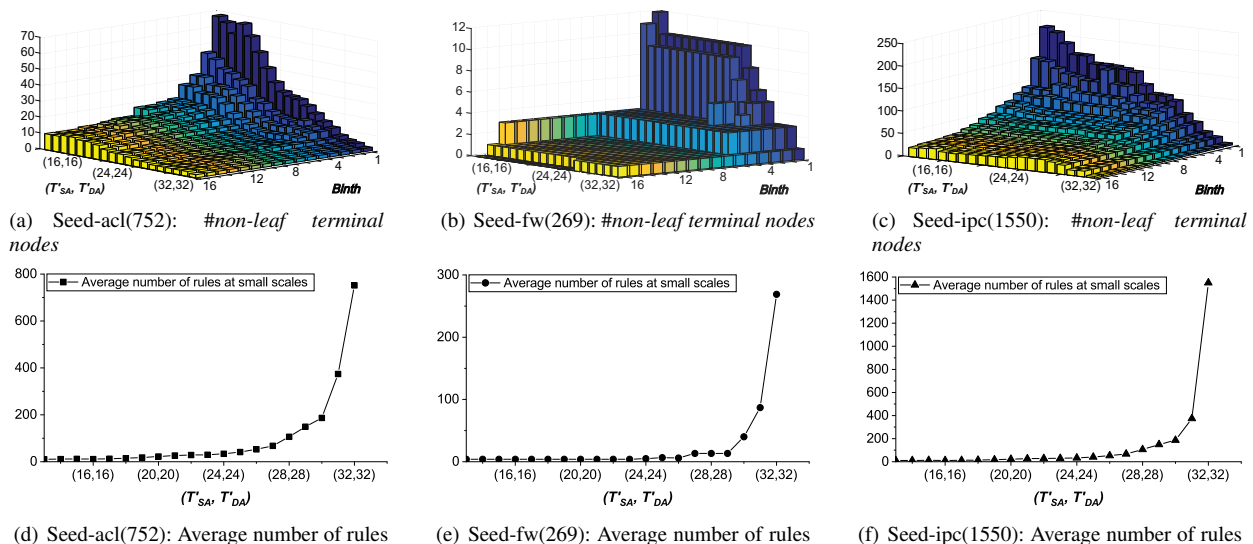 70
60
50
40
30
20
10
0
(16,16)
(24,24)
(32,32)
16
12
8
4
1
(T'SA, T'DA)
Binth
12
10
8
6
4
2
0
(16,16)
(24,24)
(32,32)
16
12
8
4
1
(T'SA, T'DA)
Binth
250
200
150
100
50
0
(16,16)
(24,24)
(32,32)
16
12
8
4
1
(T'SA, T'DA)
Binth
(a) Seed-acl(752): #non-leaf terminal
nodes
(b) Seed-fw(269): #non-leaf terminal nodes
(c) Seed-ipc(1550): #non-leaf terminal
nodes
800
600
400
200
0
Average number of rules at small scales
(16,16) (20,20) (24,24) (28,28) (32,32)
(T'SA, T'DA)
300
200
100
0
Average number of rules at small scales
(16,16) (20,20) (24,24) (28,28) (32,32)
(T'SA, T'DA)
1600
1400
1200
1000
800
600
400
200
0
Average number of rules at small scales
(16,16) (20,20) (24,24) (28,28) (32,32)
(T'SA, T'DA)
(d) Seed-acl(752): Average number of rules
(e) Seed-fw(269): Average number of rules
(f) Seed-ipc(1550): Average number of rules